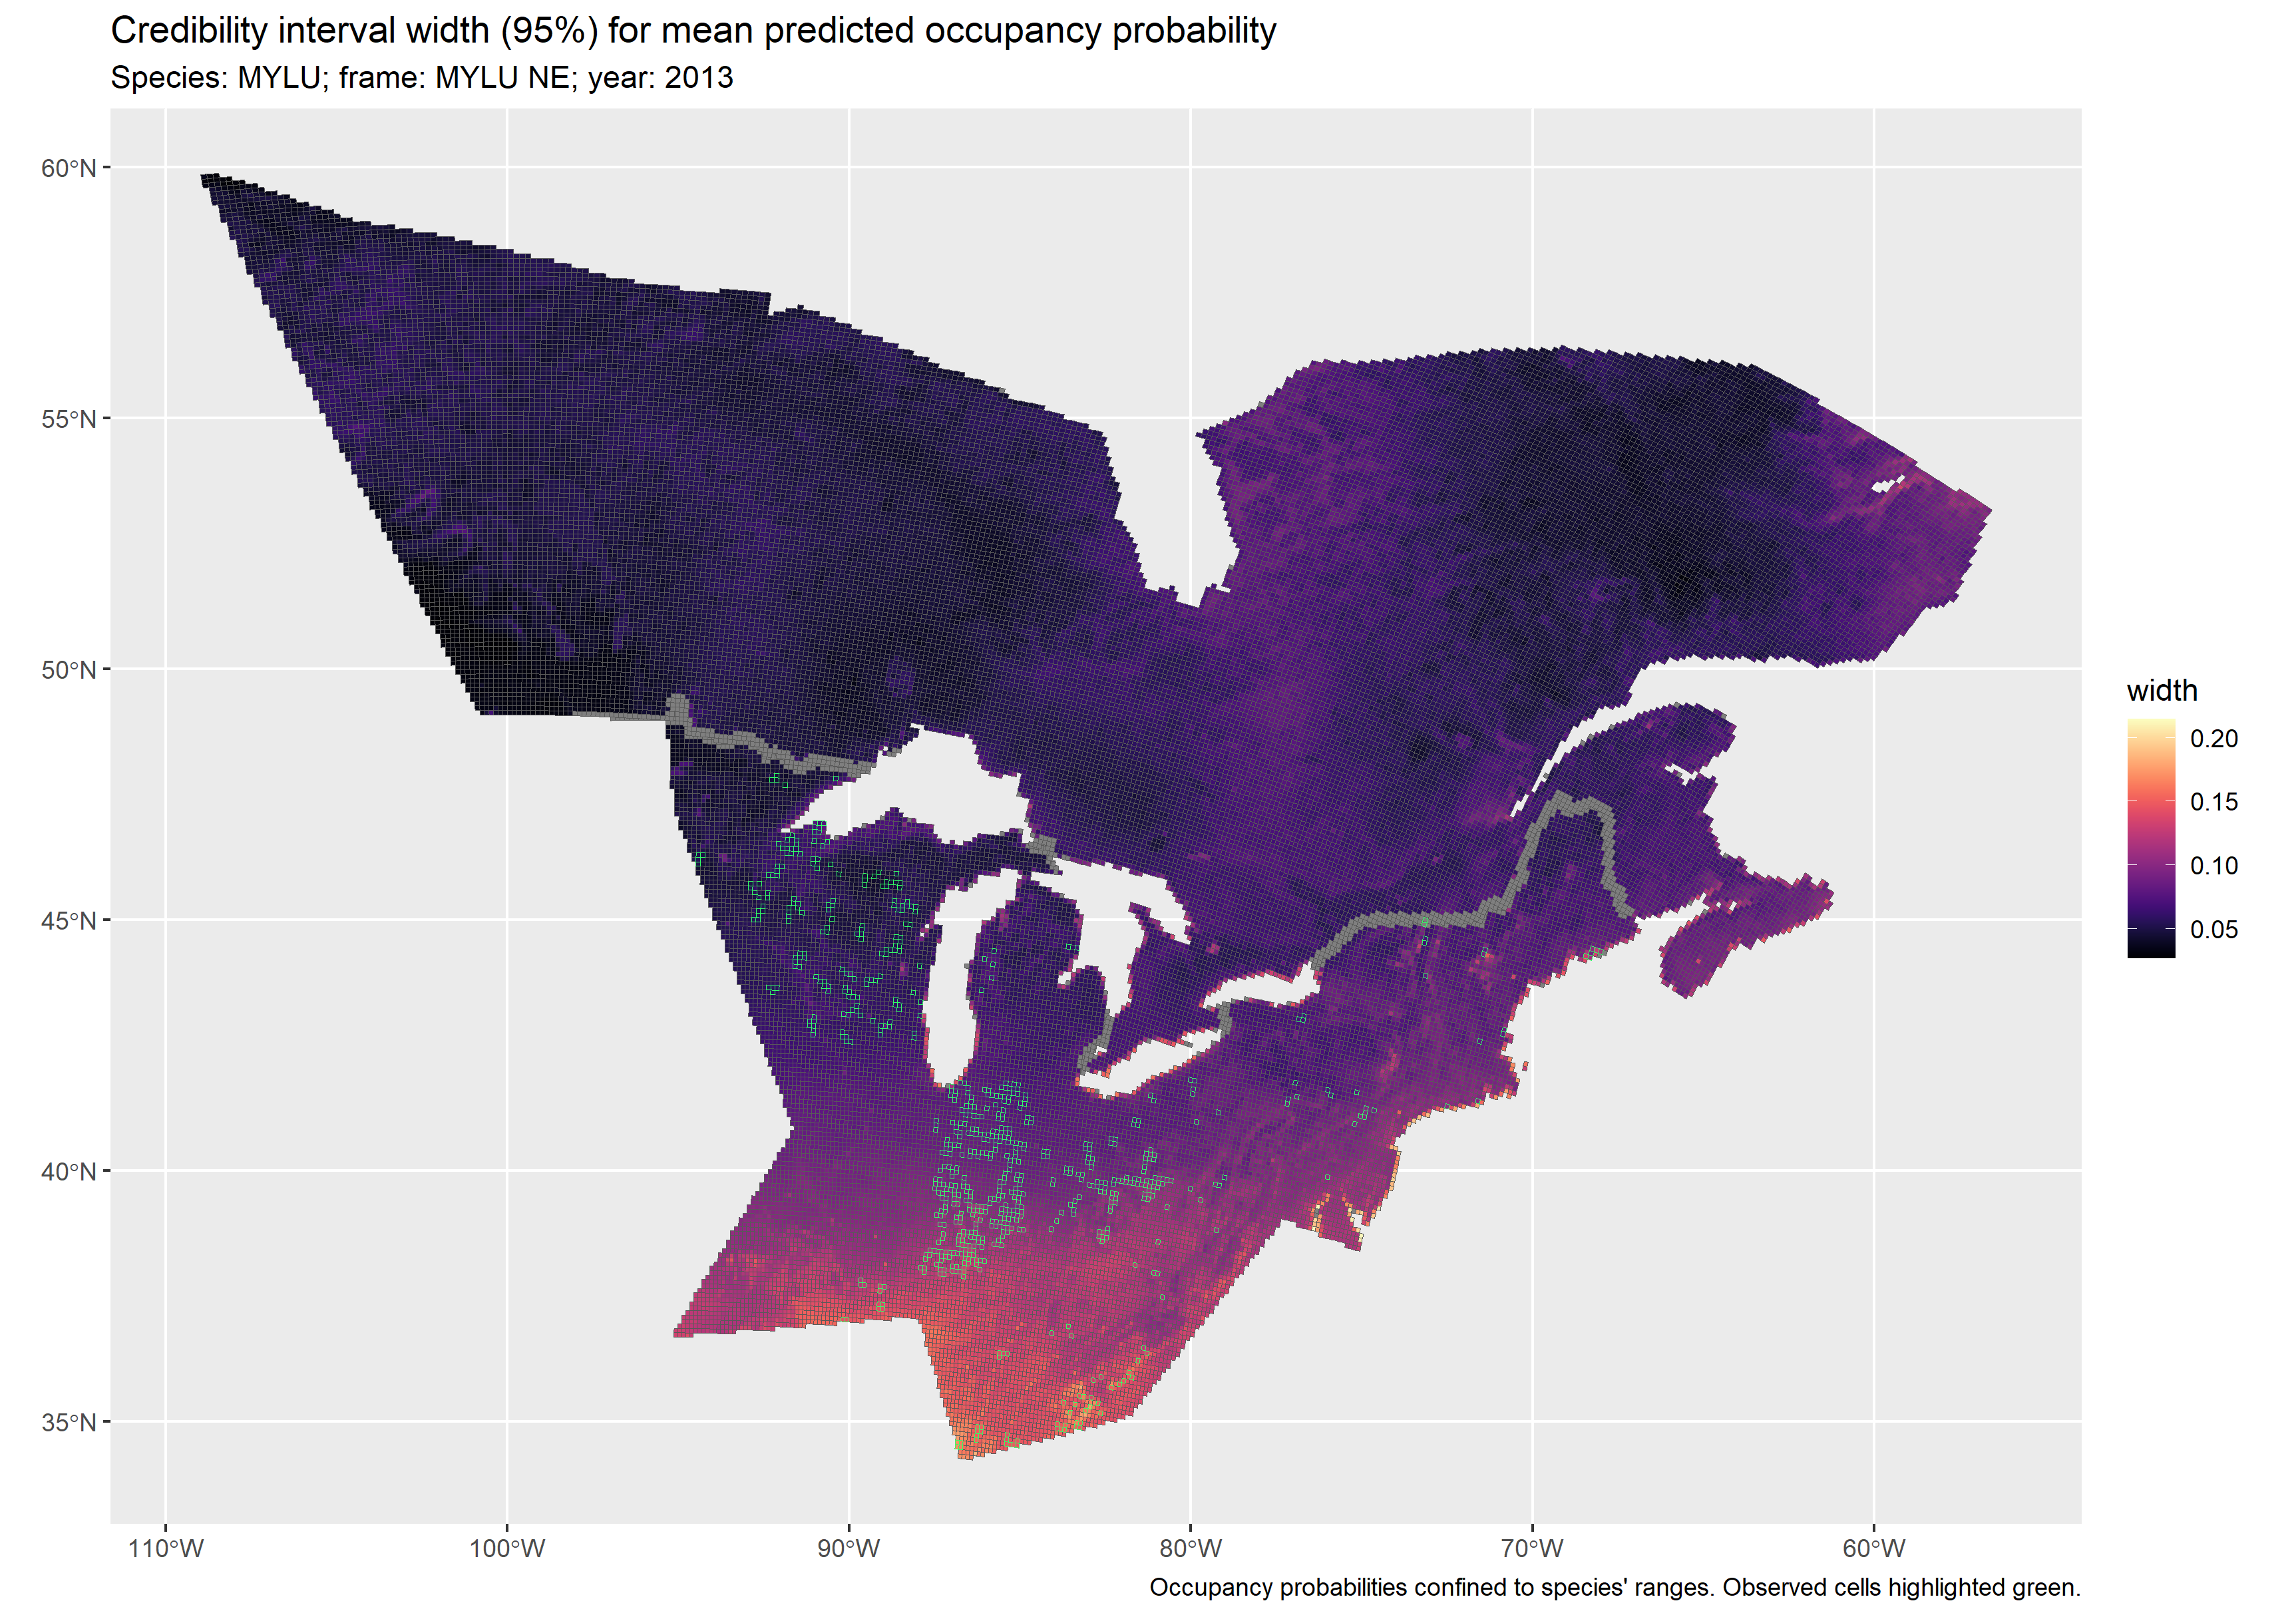 Credibility interval width (95%) for mean predicted occupancy probability
Species: MYLU; frame: MYLU NE; year: 2013
60°N
55°N
50°N
45°N
40°N
35°N
110°W
100°W
90°W
80°W
70°W
60°W
width
0.20
0.15
0.10
0.05
Occupancy probabilities confined to species' ranges. Observed cells highlighted green.